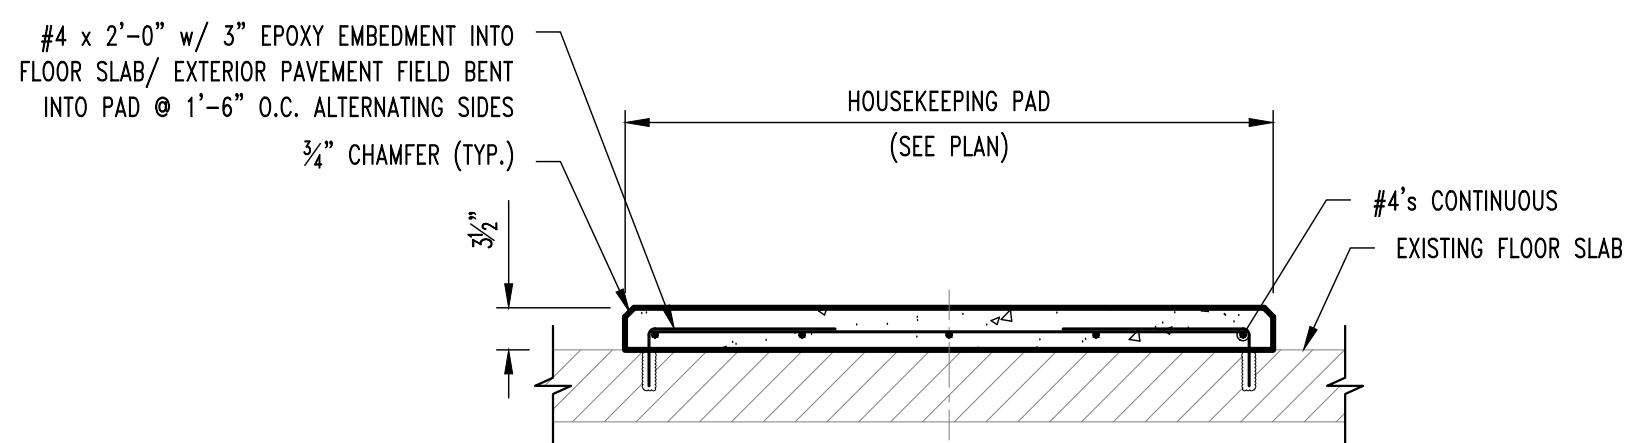 #4 x 2'-0" w/ 3" EPOXY EMBEDMENT INTO
FLOOR SLAB/ EXTERIOR PAVEMENT FIELD BENT
INTO PAD @ 1'-6" O.C. ALTERNATING SIDES
¾" CHAMFER (TYP.)
HOUSEKEEPING PAD
(SEE PLAN)
3½"
#4's CONTINUOUS
EXISTING FLOOR SLAB